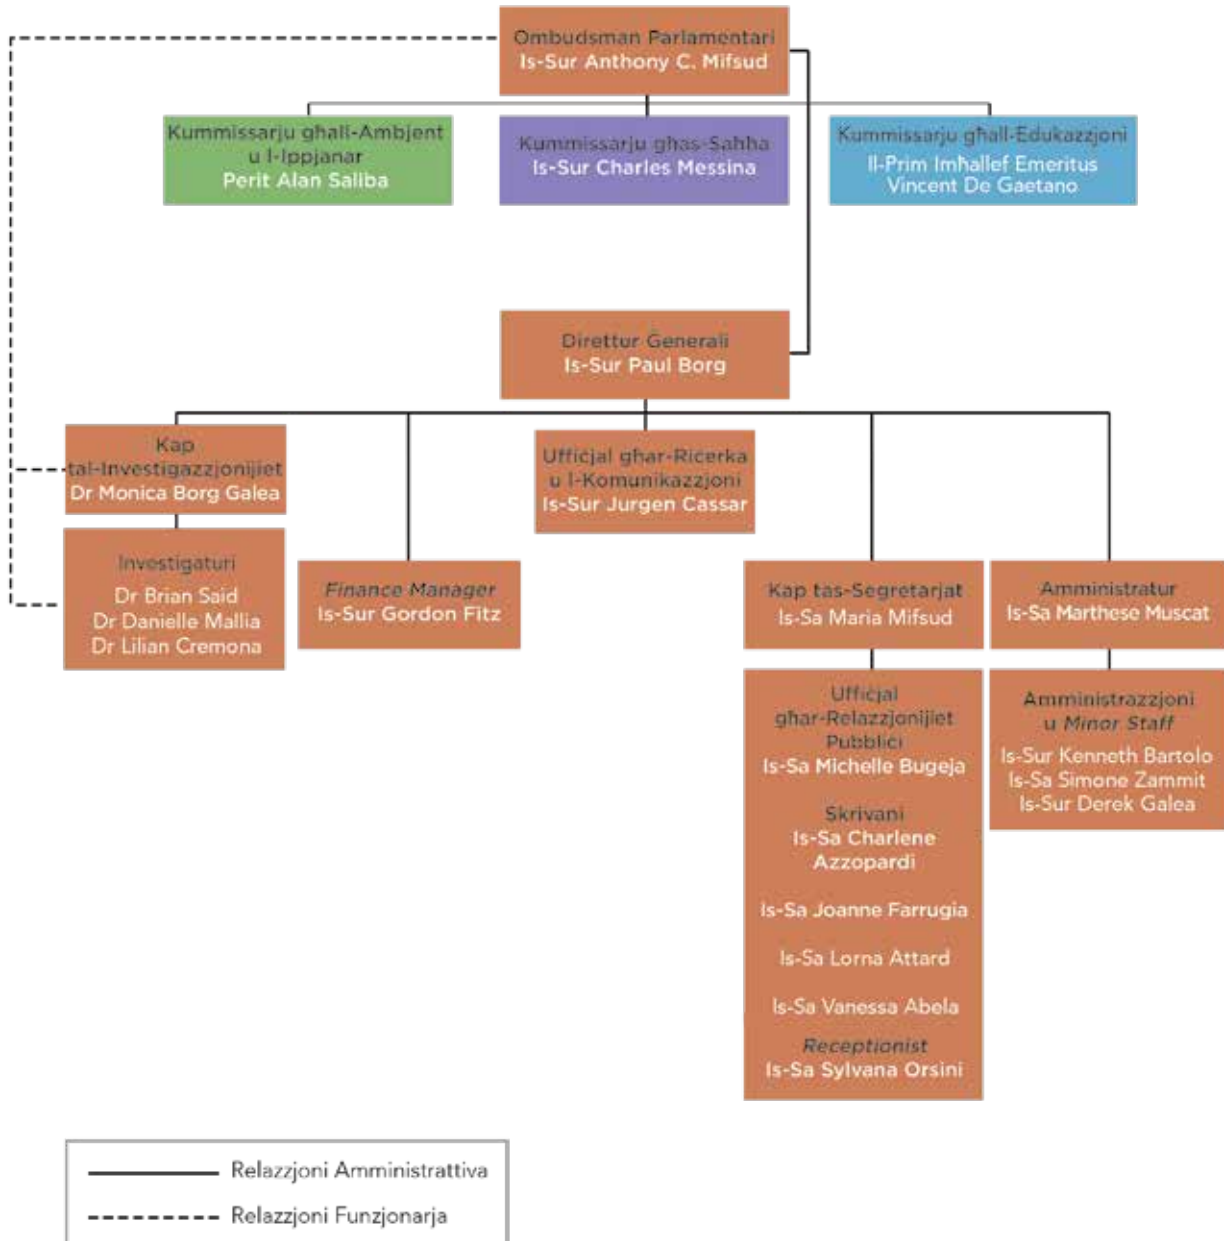 Ombudsman Parlamentari
Is-Sur Anthony C. Mifsud
Kummissarju għall-Ambjent
u l-Ippjanar
Perit Alan Saliba
Kummissarju għas-Saħħa
Is-Sur Charles Messina
Kummissarju għall-Edukazzjoni
Il-Prim Imħallef Emeritus
Vincent De Gaetano
Direttur Ġenerali
Is-Sur Paul Borg
Kap
tal-Investigazzjonijiet
Dr Monica Borg Galea
Investigaturi
Dr Brian Said
Dr Danielle Mallia
Dr Lilian Cremona
Finance Manager
Is-Sur Gordon Fitz
Uffiċjal għar-Riċerka
u l-Komunikazzjoni
Is-Sur Jurgen Cassar
Kap tas-Segretarjat
Is-Sa Maria Mifsud
Uffiċjal
għar-Relazzjonijiet
Pubbliċi
Is-Sa Michelle Bugeja
Skrivani
Is-Sa Charlene
Azzopardi
Is-Sa Joanne Farrugia
Is-Sa Lorna Attard
Is-Sa Vanessa Abela
Receptionist
Is-Sa Sylvana Orsini
Amministratur
Is-Sa Marthese Muscat
Amministrazzjoni
u Minor Staff
Is-Sur Kenneth Bartolo
Is-Sa Simone Zammit
Is-Sur Derek Galea
Relazzjoni Amministrattiva
Relazzjoni Funzjonarja